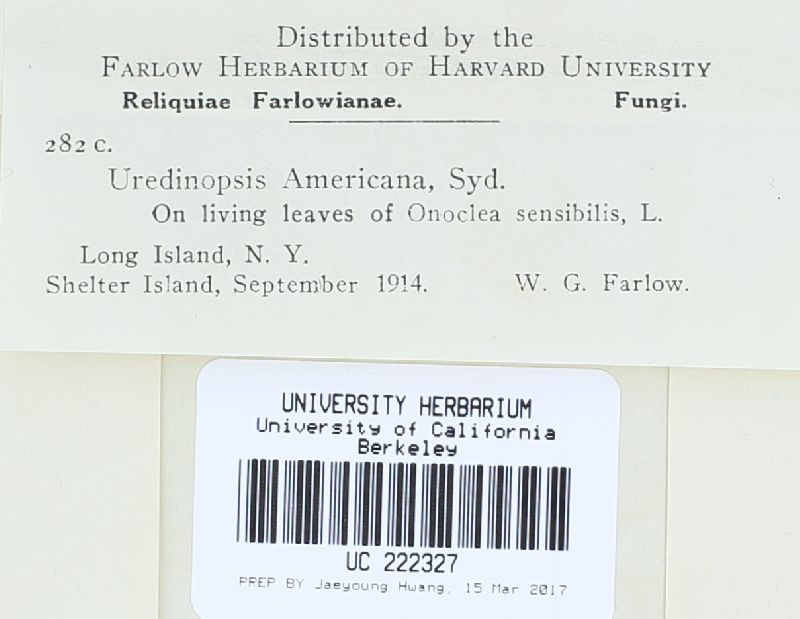 Distributed by the
FARLOW HERBARIUM OF HARVARD UNIVERSITY
Reliquiae Farlowianae. Fungi.
282 c.
Uredinopsis Americana, Syd.
On living leaves of Onoclea sensibilis, L.
Long Island, N. Y.
Shelter Island, September 1914. W. G. Farlow.
UNIVERSITY HERBARIUM
University of California
Berkeley
UC 222327
PREP BY Jaeyoung Hwang, 15 Mar 2017